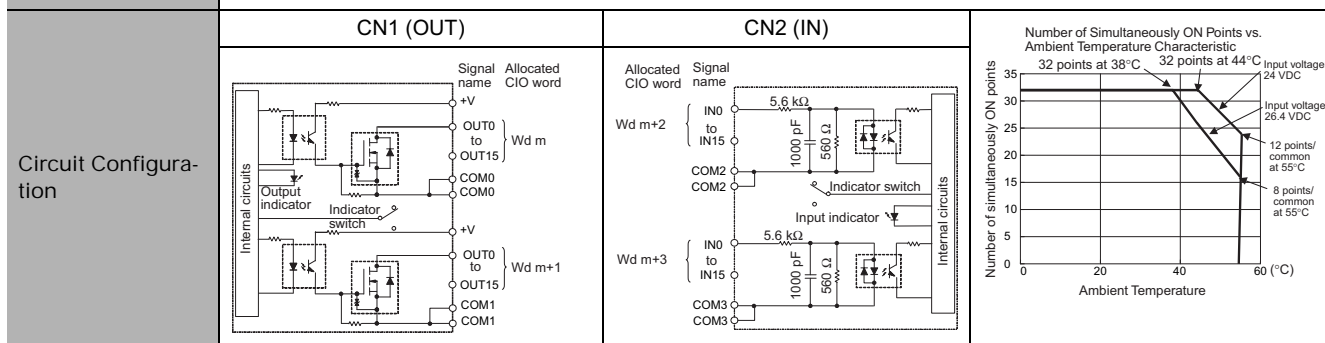 Circuit Configura-
tion
CN1 (OUT)
Signal name
Allocated CIO word
+V
OUT0
to
OUT15
Wd m
COM0
COM0
Internal circuits
Output indicator
Indicator switch
+V
OUT0
to
OUT15
Wd m+1
COM1
COM1
CN2 (IN)
Allocated CIO word
Signal name
Wd m+2
IN0
to
IN15
COM2
COM2
5.6 kΩ
1000 pF
560 Ω
Indicator switch
Input indicator
Internal circuits
Wd m+3
IN0
to
IN15
COM3
COM3
5.6 kΩ
1000 pF
560 Ω
Number of Simultaneously ON Points vs.
Ambient Temperature Characteristic
32 points at 38°C
32 points at 44°C
Input voltage
24 VDC
Input voltage
26.4 VDC
12 points/
common
at 55°C
8 points/
common
at 55°C
Number of simultaneously ON points
35
30
25
20
15
10
5
0
0 20 40 60 (°C)
Ambient Temperature